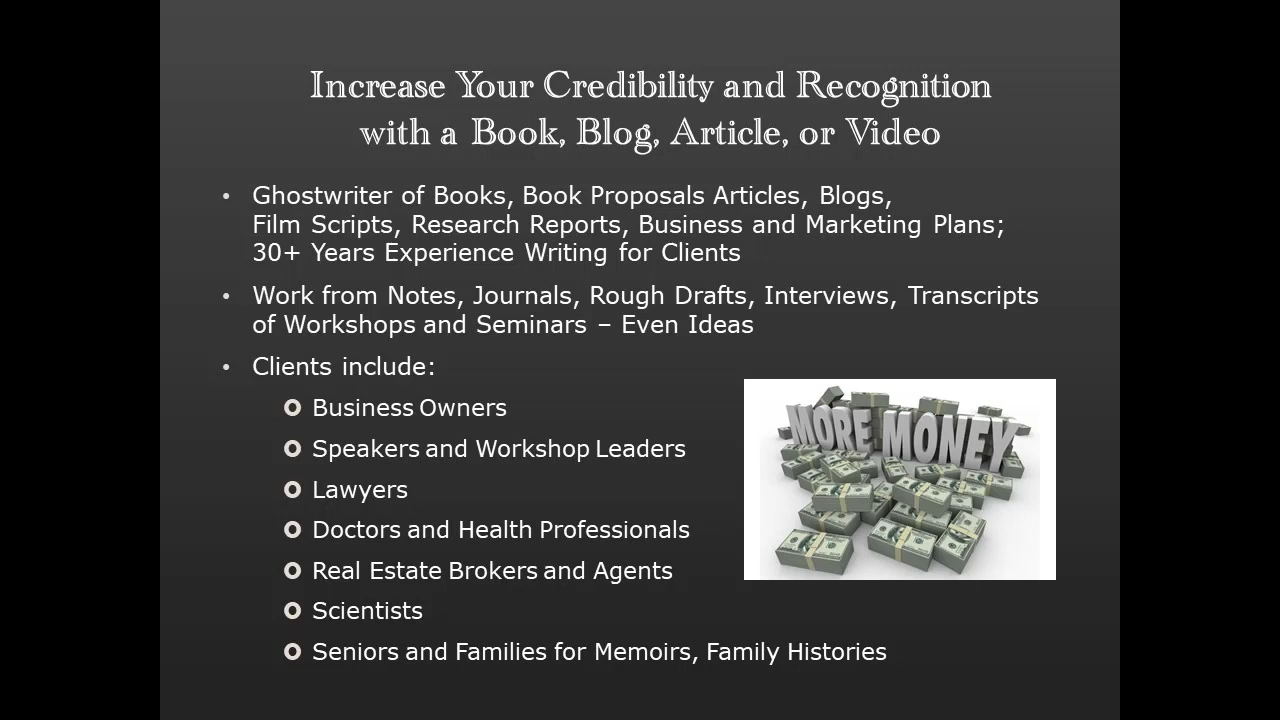 Increase Your Credibility and Recognition
with a Book, Blog, Article, or Video
• Ghostwriter of Books, Book Proposals Articles, Blogs,
Film Scripts, Research Reports, Business and Marketing Plans;
30+ Years Experience Writing for Clients
• Work from Notes, Journals, Rough Drafts, Interviews, Transcripts
of Workshops and Seminars – Even Ideas
• Clients include:
Business Owners
Speakers and Workshop Leaders
Lawyers
Doctors and Health Professionals
Real Estate Brokers and Agents
Scientists
Seniors and Families for Memoirs, Family Histories
MORE MONEY